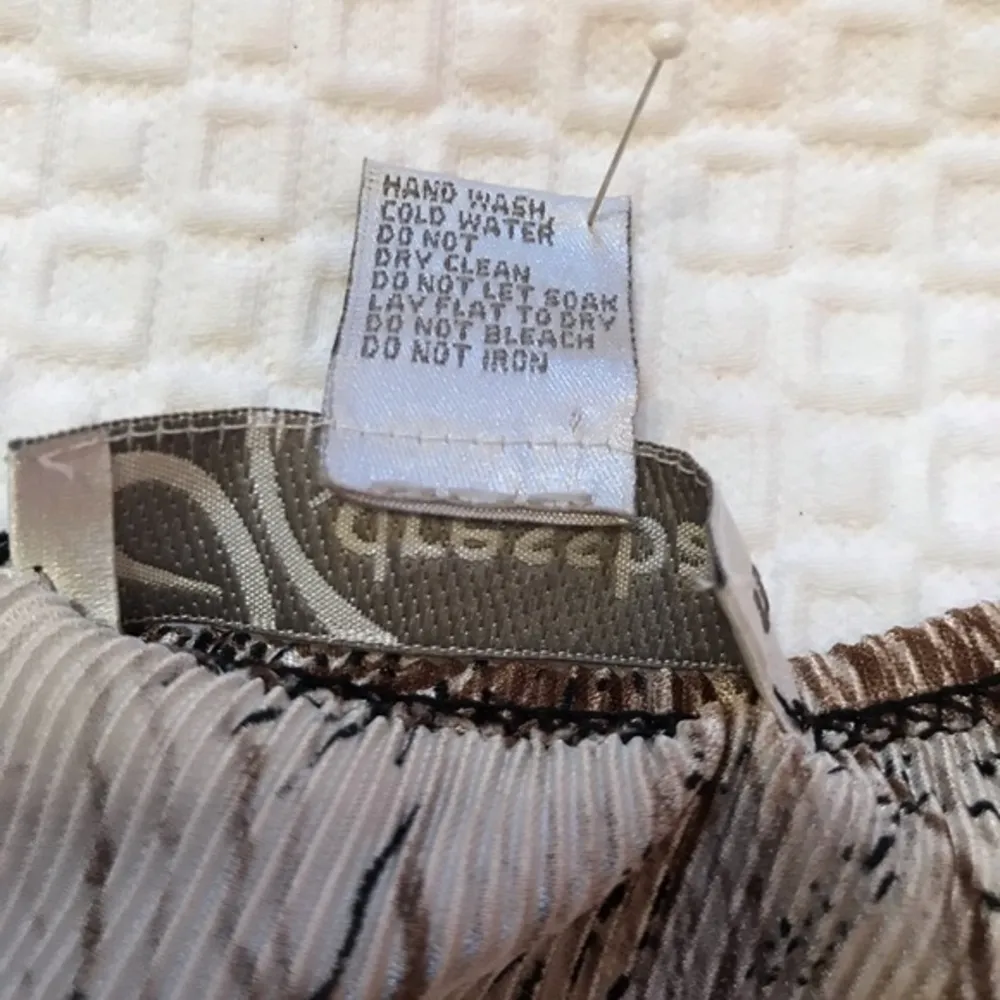 HAND WASH,
COLD WATER
DO NOT
DRY CLEAN
DO NOT LET SOAK
LAY FLAT TO DRY
DO NOT BLEACH
DO NOT IRON